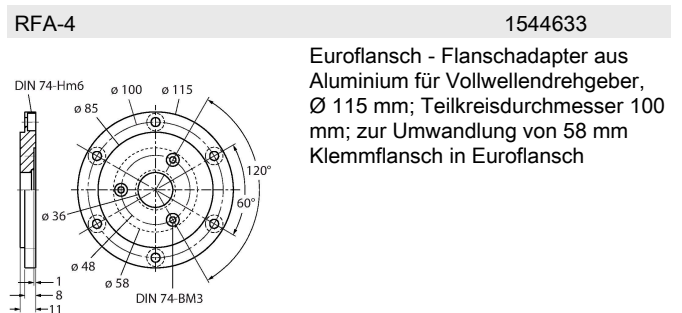 RFA-4 1544633
Euroflansch - Flanschadapter aus
Aluminium für Vollwellendrehgeber,
Ø 115 mm; Teilkreisdurchmesser 100
mm; zur Umwandlung von 58 mm
Klemmflansch in Euroflansch
DIN 74-Hm6
ø 100
ø 115
ø 85
120°
60°
ø 36
ø 48
ø 58
DIN 74-BM3
1
8
11